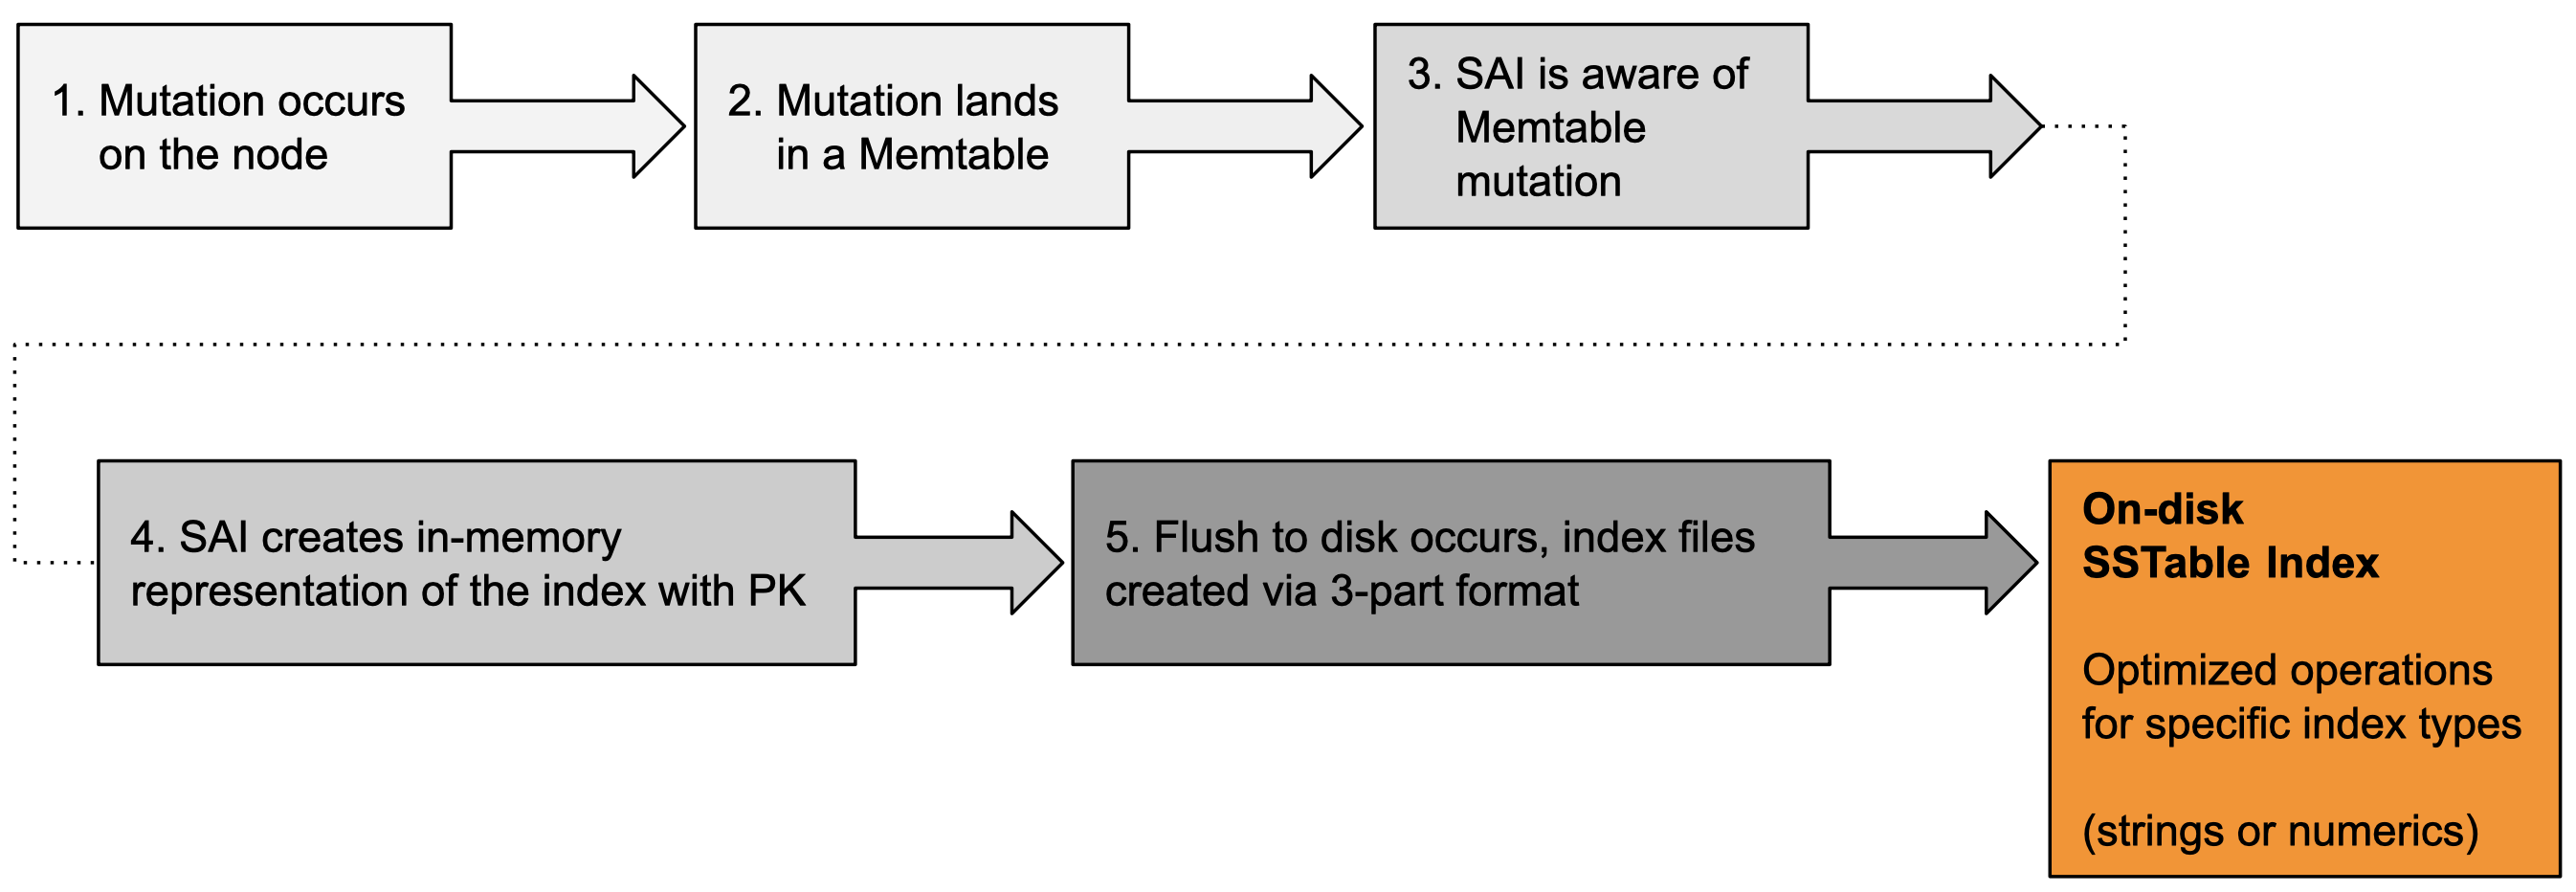 1. Mutation occurs
on the node
2. Mutation lands
in a Memtable
3. SAI is aware of
Memtable
mutation
4. SAI creates in-memory
representation of the index with PK
5. Flush to disk occurs, index files
created via 3-part format
On-disk
SSTable Index
Optimized operations
for specific index types
(strings or numerics)